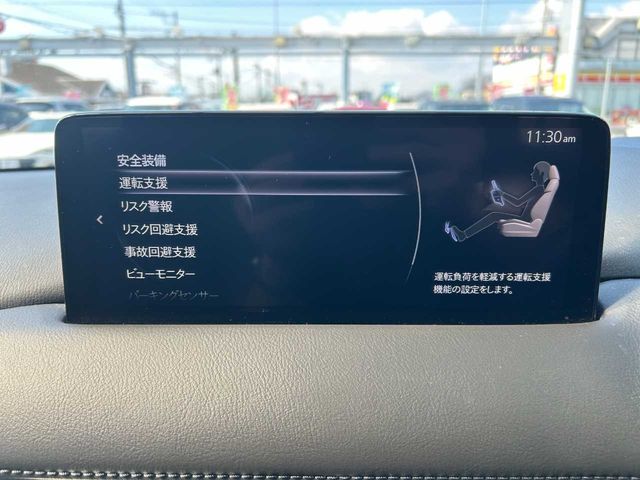 11:30am
安全装備
運転支援
リスク警報
リスク回避支援
事故回避支援
ビューモニター
パーキングセンサー
運転負荷を軽減する運転支援
機能の設定をします。